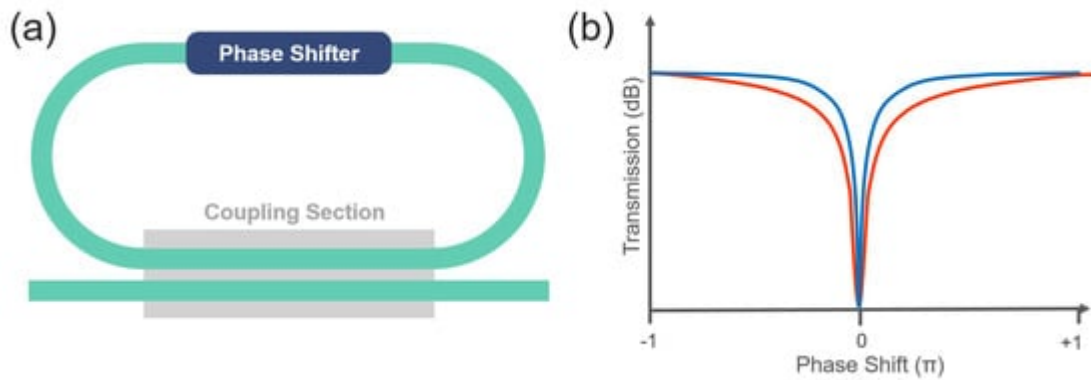 (a)
Phase Shifter
Coupling Section
(b)
Transmission (dB)
-1
0
+1
Phase Shift (π)